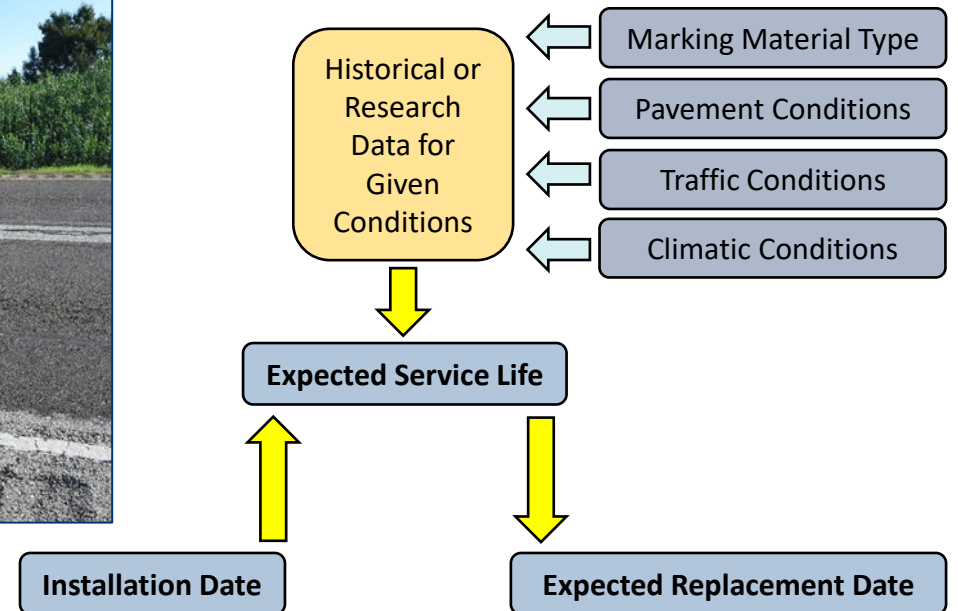 Historical or
Research
Data for
Given
Conditions
Marking Material Type
Pavement Conditions
Traffic Conditions
Climatic Conditions
Expected Service Life
Installation Date
Expected Replacement Date